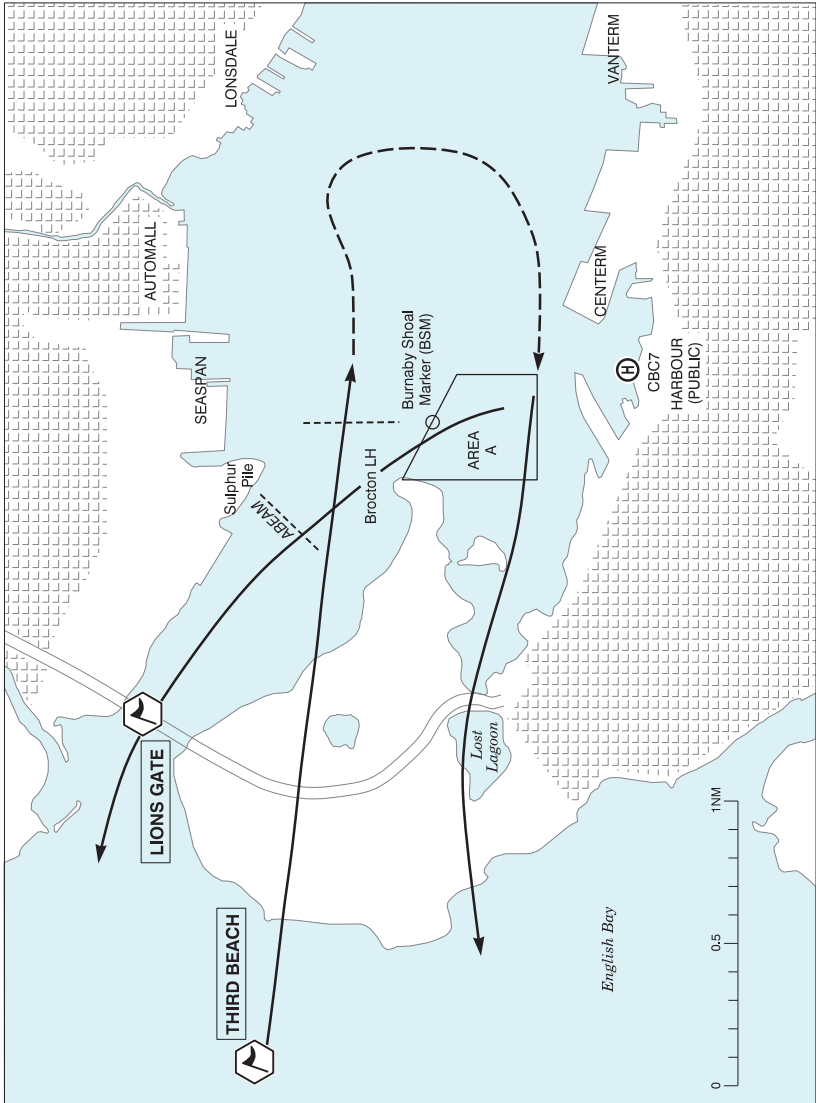 LONSDALE
VANTERM
AUTOMALL
CENTERM
SEASPAN
Burnaby Shoal
Marker (BSM)
CBC7
HARBOUR
(PUBLIC)
H
Sulphur
Pile
ABEAM
Brocton LH
AREA
A
LIONS GATE
Lost
Lagoon
THIRD BEACH
English Bay
0
0.5
1NM